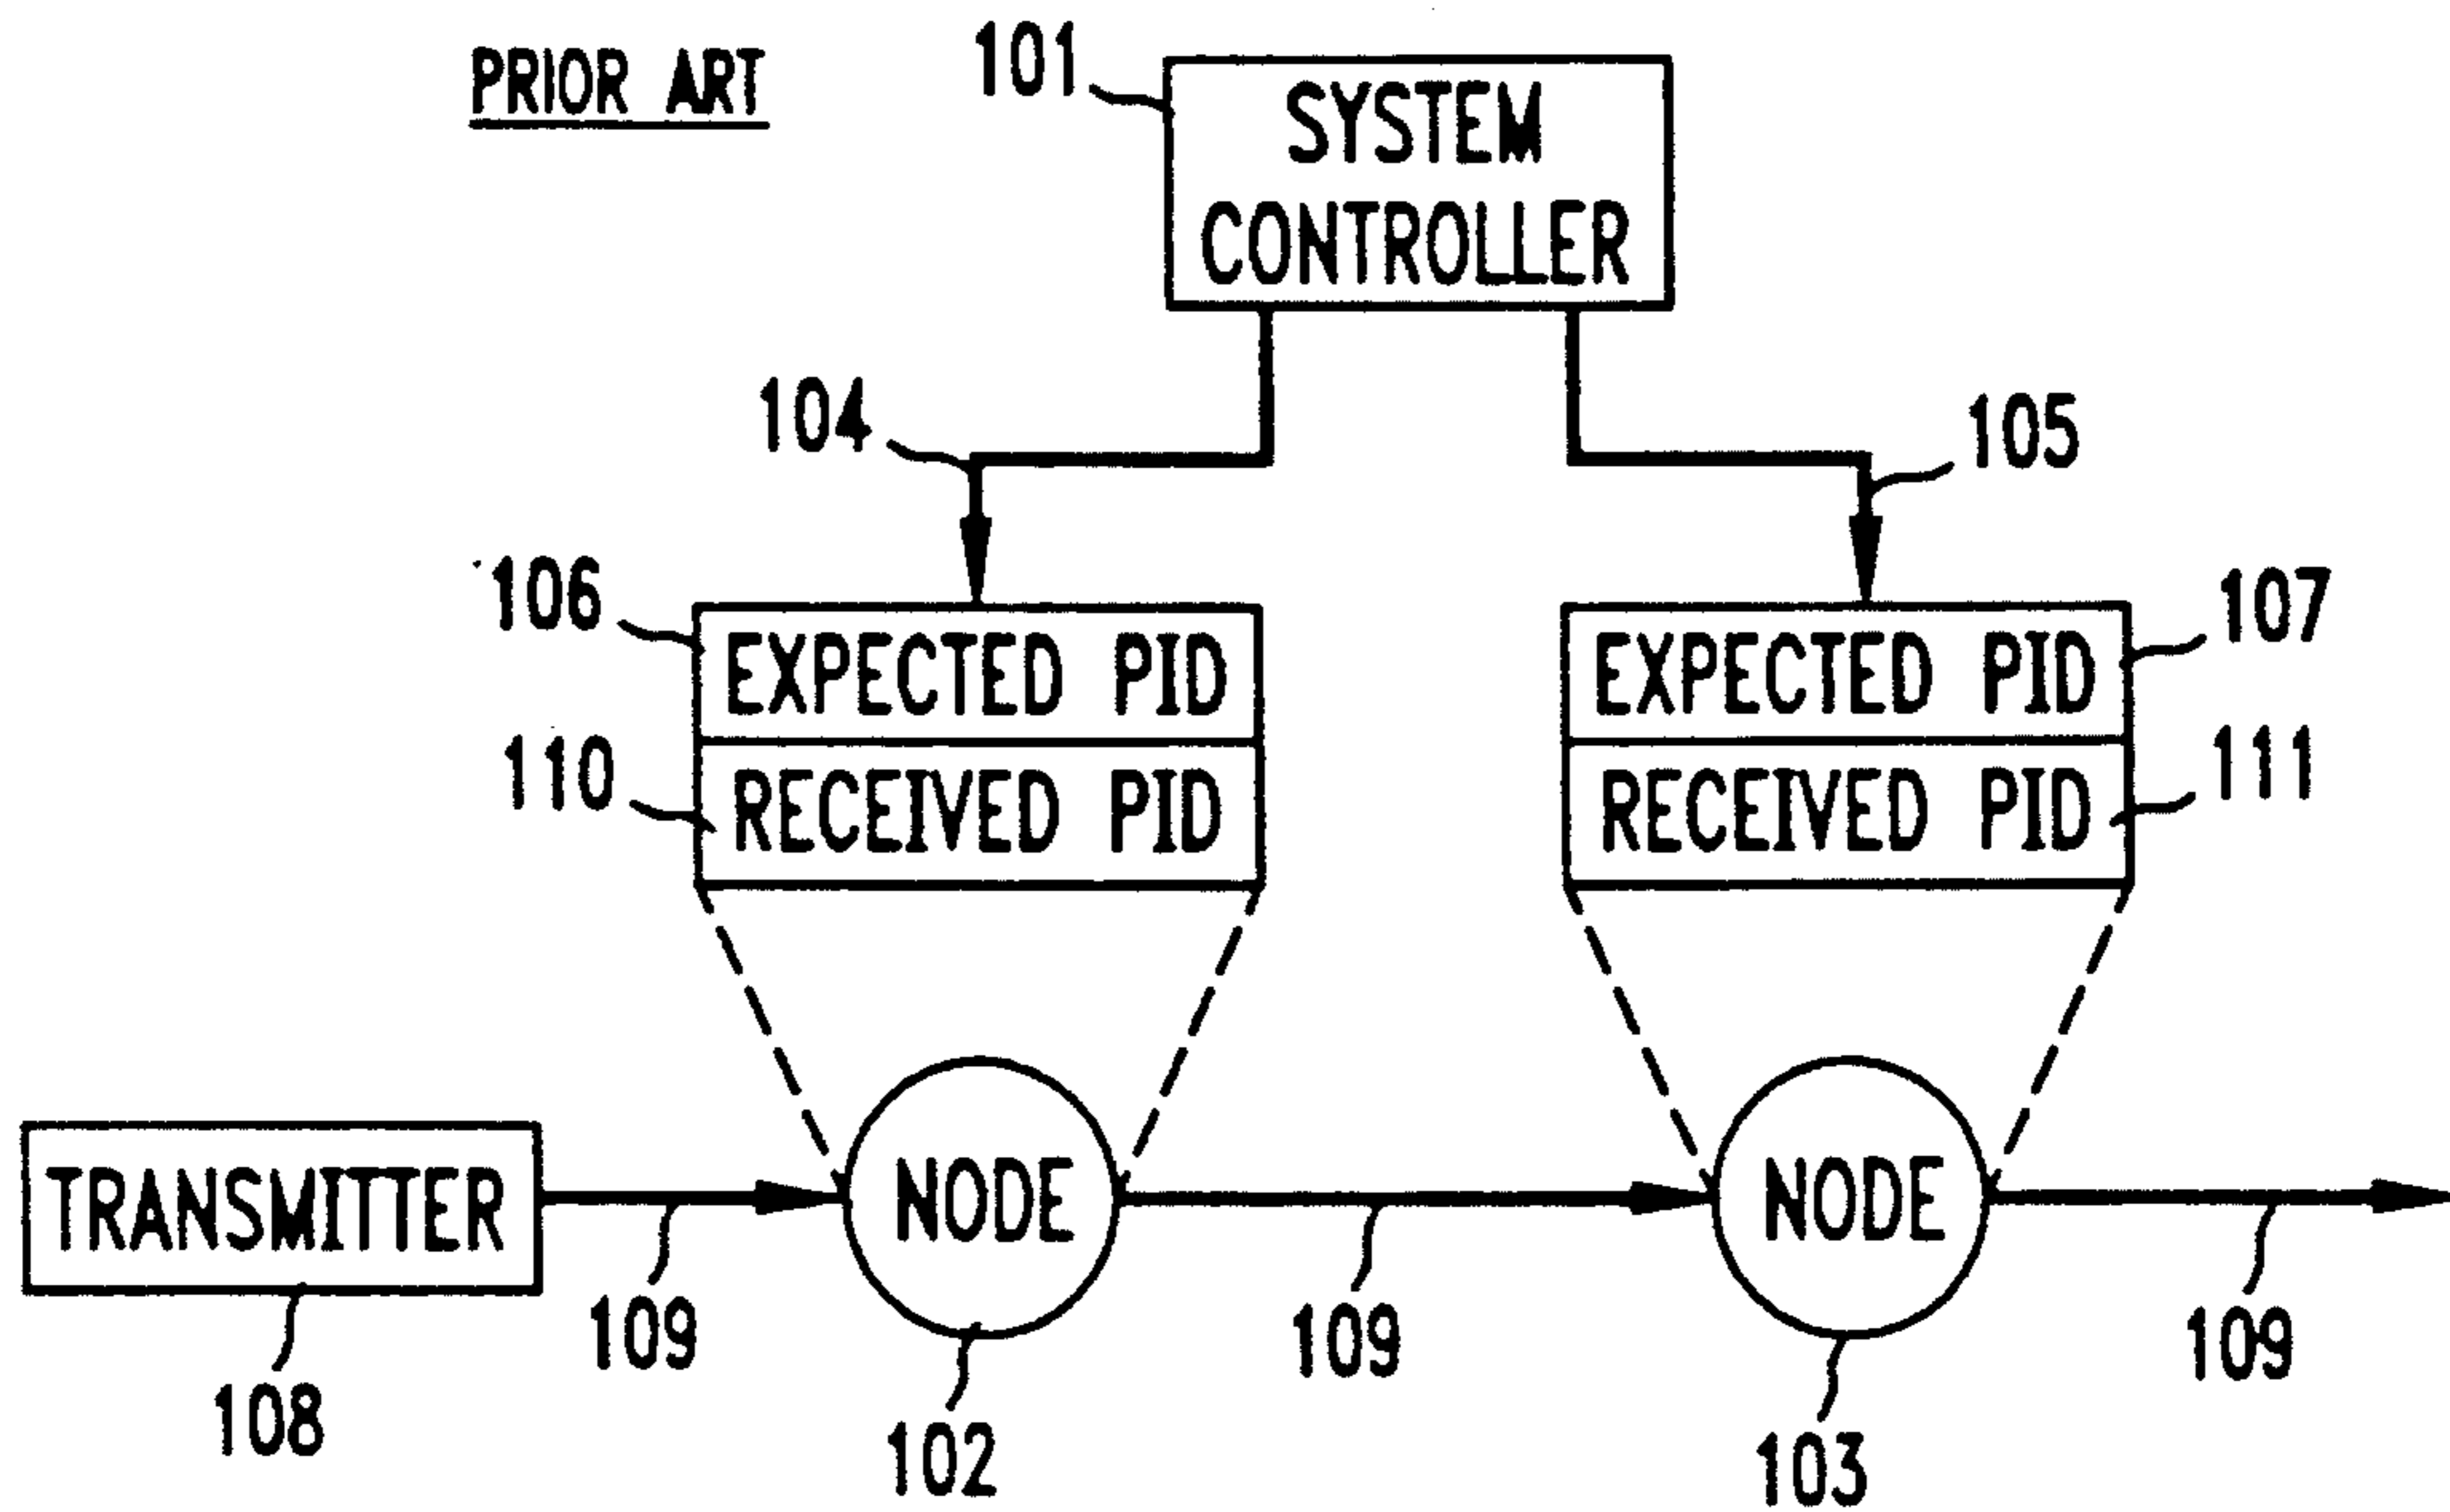 PRIOR ART
101
SYSTEM
CONTROLLER
104
105
106
EXPECTED PID
EXPECTED PID
107
110
RECEIVED PID
RECEIVED PID
111
TRANSMITTER
NODE
NODE
109
109
109
108
102
103